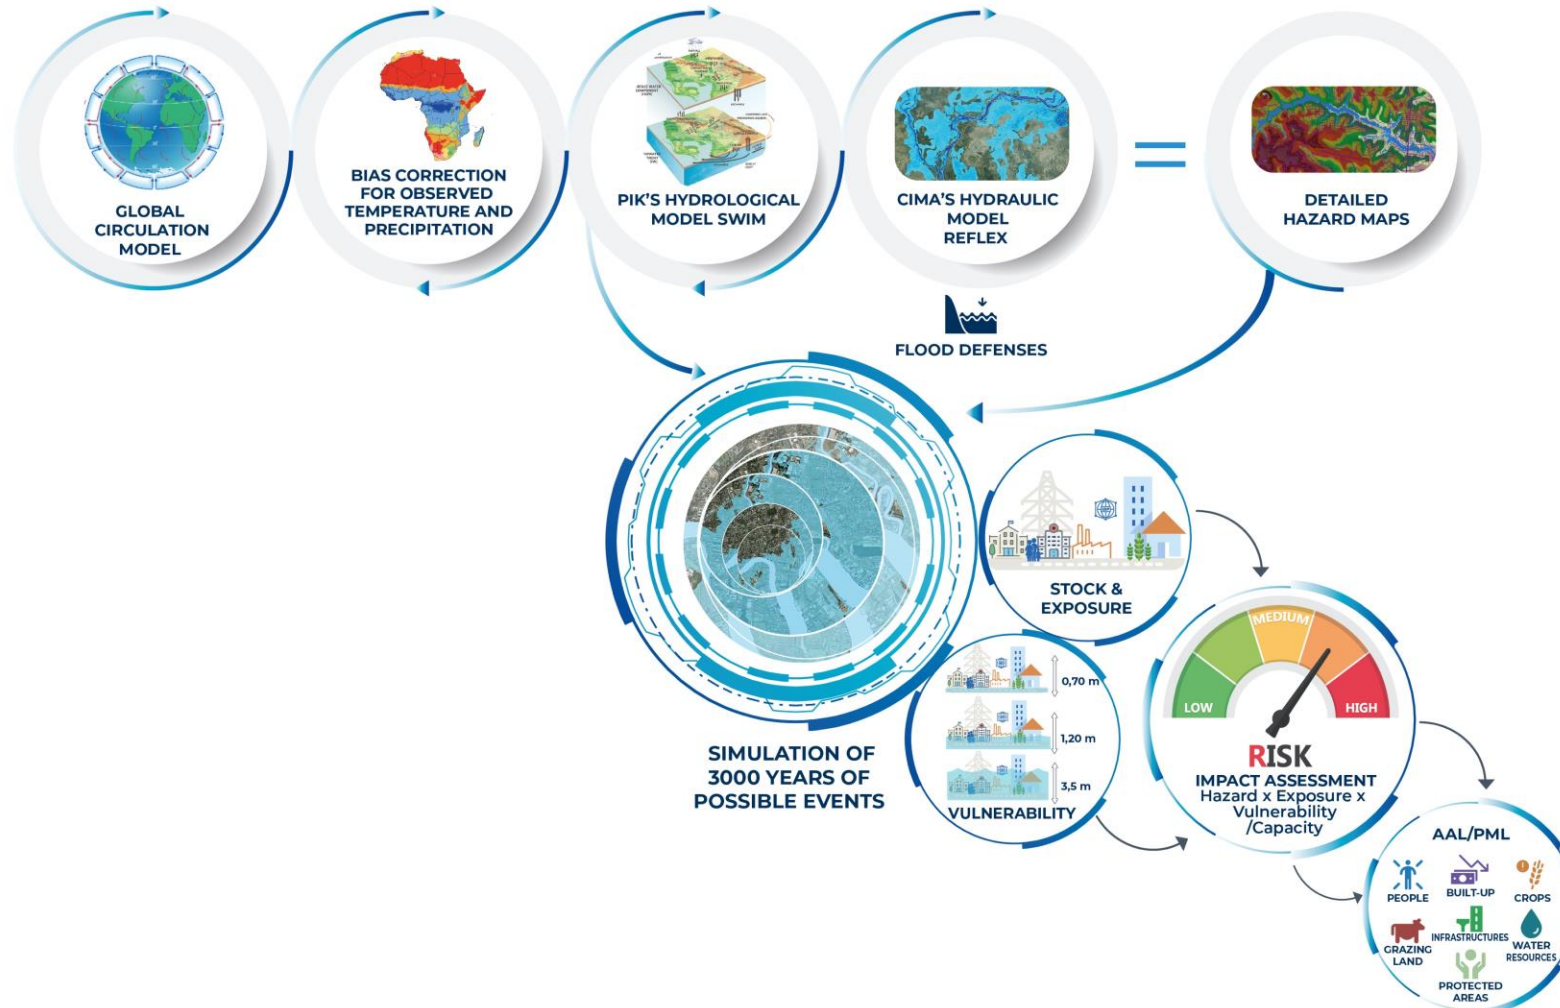 GLOBAL
CIRCULATION
MODEL
BIAS CORRECTION
FOR OBSERVED
TEMPERATURE AND
PRECIPITATION
PIK'S HYDROLOGICAL
MODEL SWIM
CIMA'S HYDRAULIC
MODEL
REFLEX
DETAILED
HAZARD MAPS
=
FLOOD DEFENSES
SIMULATION OF
3000 YEARS OF
POSSIBLE EVENTS
STOCK &
EXPOSURE
0,70 m
1,20 m
3,5 m
VULNERABILITY
LOW
MEDIUM
HIGH
RISK
IMPACT ASSESSMENT
Hazard x Exposure x
Vulnerability
/Capacity
AAL/PML
PEOPLE
BUILT-UP
CROPS
GRAZING
LAND
INFRASTRUCTURES
WATER
RESOURCES
PROTECTED
AREAS